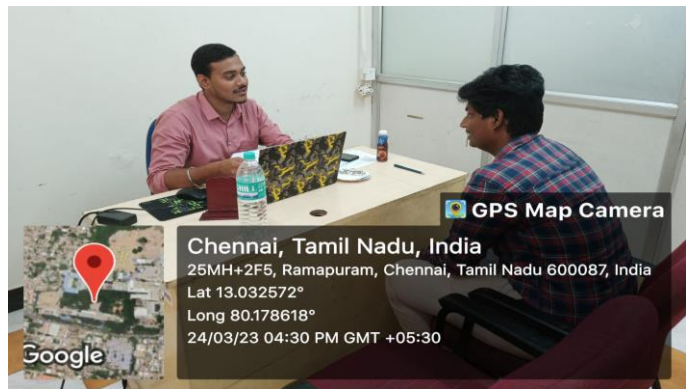 GPS Map Camera
Chennai, Tamil Nadu, India
25MH+2F5, Ramapuram, Chennai, Tamil Nadu 600087, India
Lat 13.032572°
Long 80.178618°
24/03/23 04:30 PM GMT +05:30
Google